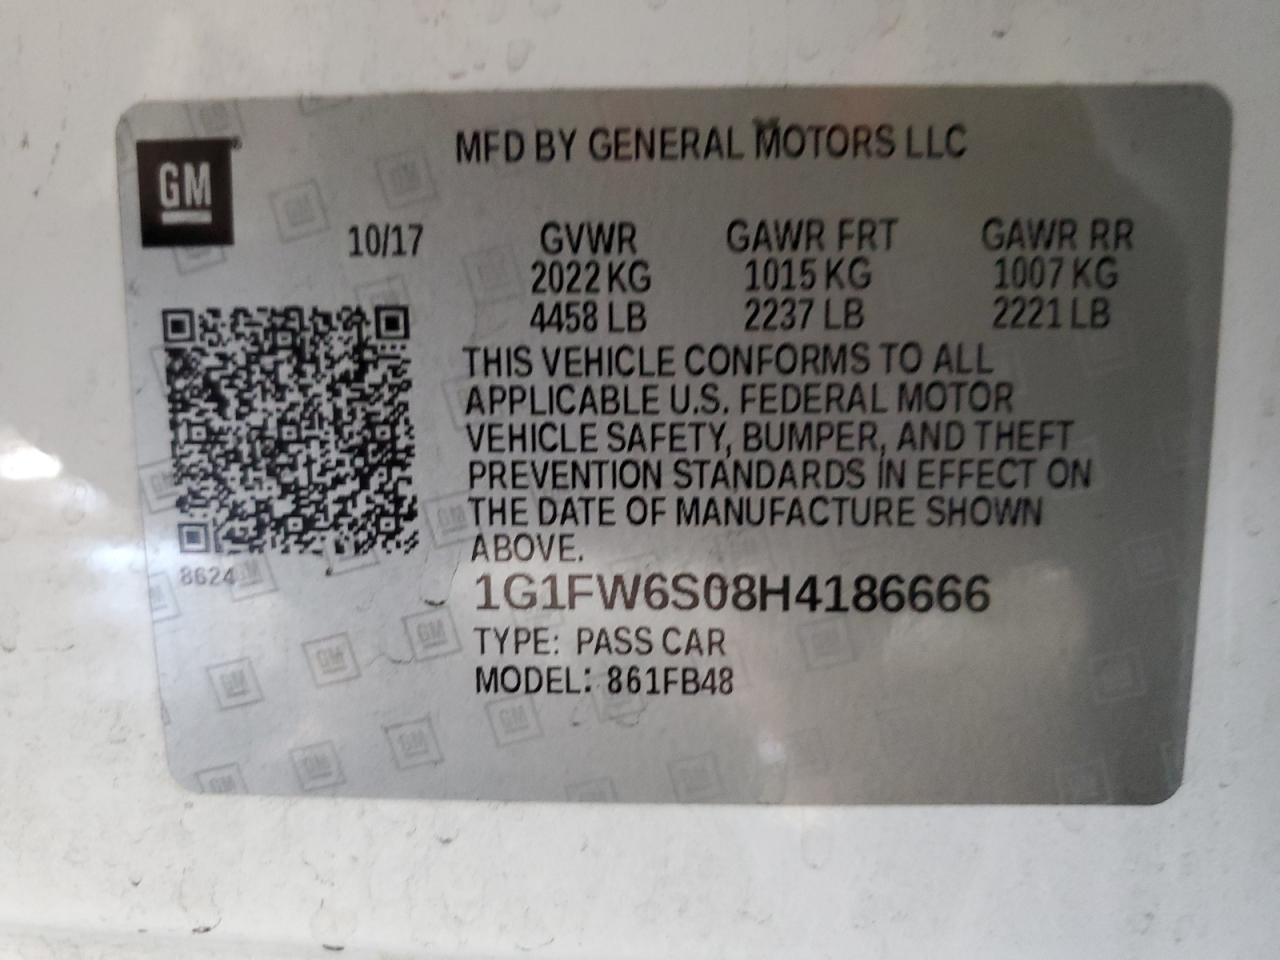 MFD BY GENERAL MOTORS LLC
GM
10/17
GVWR GAWR FRT GAWR RR
2022 KG 1015 KG 1007 KG
4458 LB 2237 LB 2221 LB
THIS VEHICLE CONFORMS TO ALL
APPLICABLE U.S. FEDERAL MOTOR
VEHICLE SAFETY, BUMPER, AND THEFT
PREVENTION STANDARDS IN EFFECT ON
THE DATE OF MANUFACTURE SHOWN
ABOVE.
8624
1G1FW6S08H4186666
TYPE: PASS CAR
MODEL: 861FB48